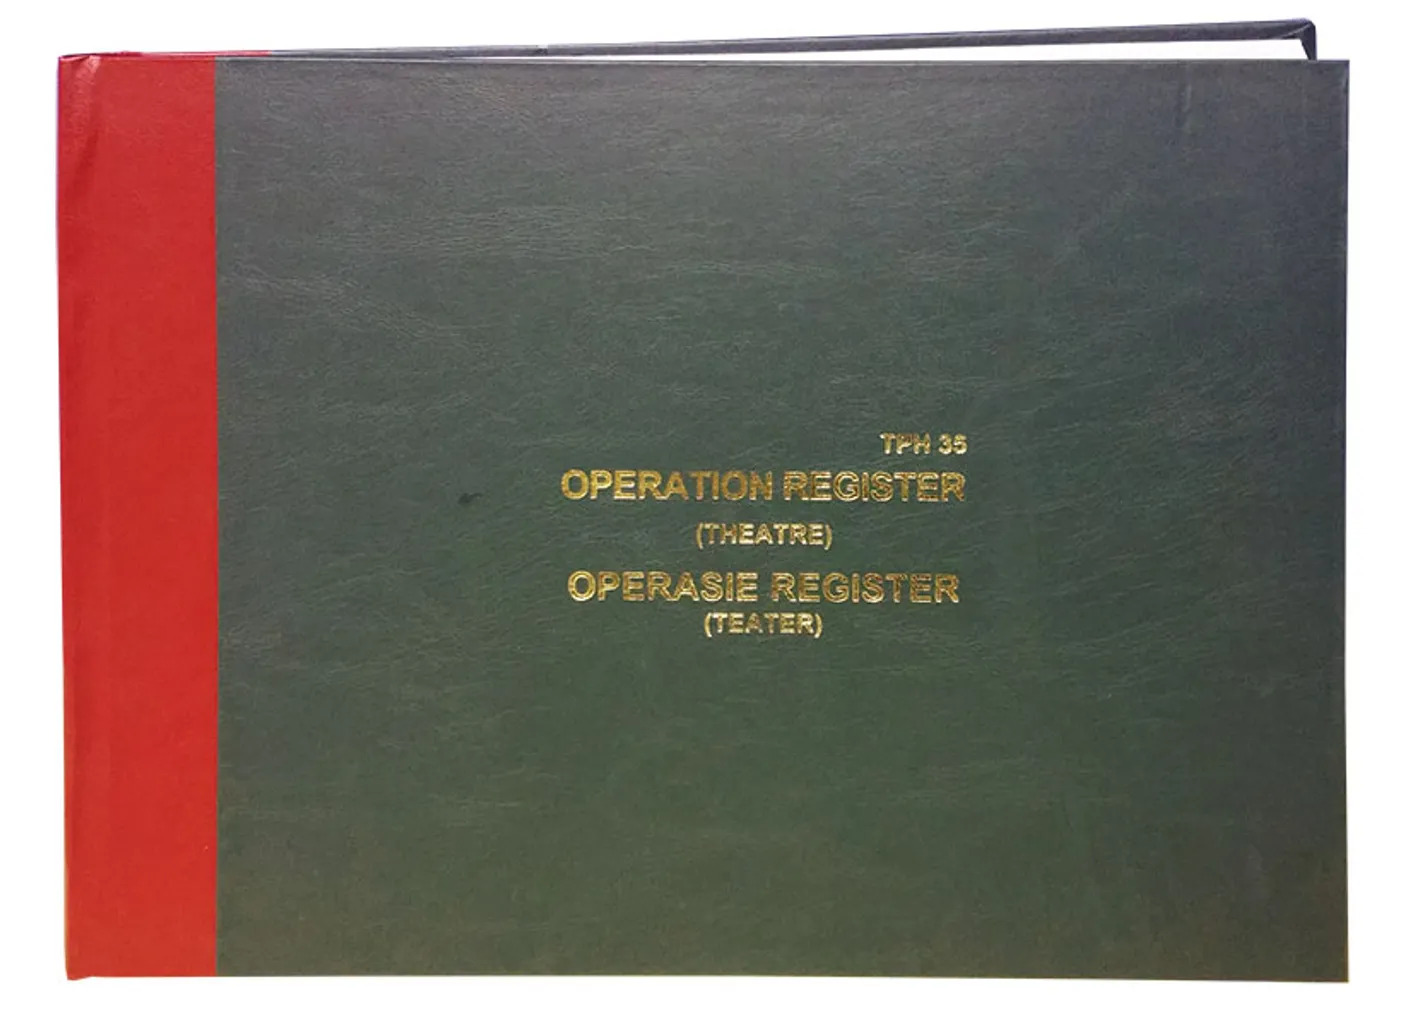 TPH 35
OPERATION REGISTER
(THEATRE)
OPERASIE REGISTER
(TEATER)